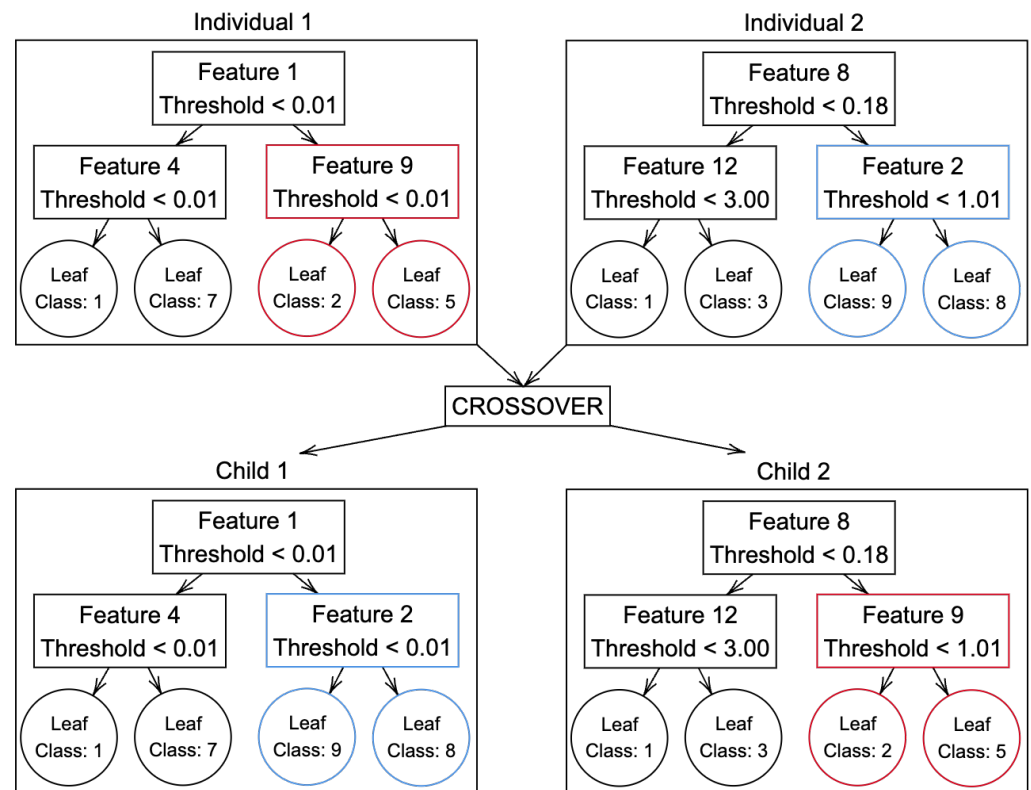 Individual 1
Individual 2
Feature 1
Threshold < 0.01
Feature 8
Threshold < 0.18
Feature 4
Threshold < 0.01
Feature 9
Threshold < 0.01
Feature 12
Threshold < 3.00
Feature 2
Threshold < 1.01
Leaf
Class: 1
Leaf
Class: 7
Leaf
Class: 2
Leaf
Class: 5
Leaf
Class: 1
Leaf
Class: 3
Leaf
Class: 9
Leaf
Class: 8
CROSSOVER
Child 1
Child 2
Feature 1
Threshold < 0.01
Feature 8
Threshold < 0.18
Feature 4
Threshold < 0.01
Feature 2
Threshold < 0.01
Feature 12
Threshold < 3.00
Feature 9
Threshold < 1.01
Leaf
Class: 1
Leaf
Class: 7
Leaf
Class: 9
Leaf
Class: 8
Leaf
Class: 1
Leaf
Class: 3
Leaf
Class: 2
Leaf
Class: 5